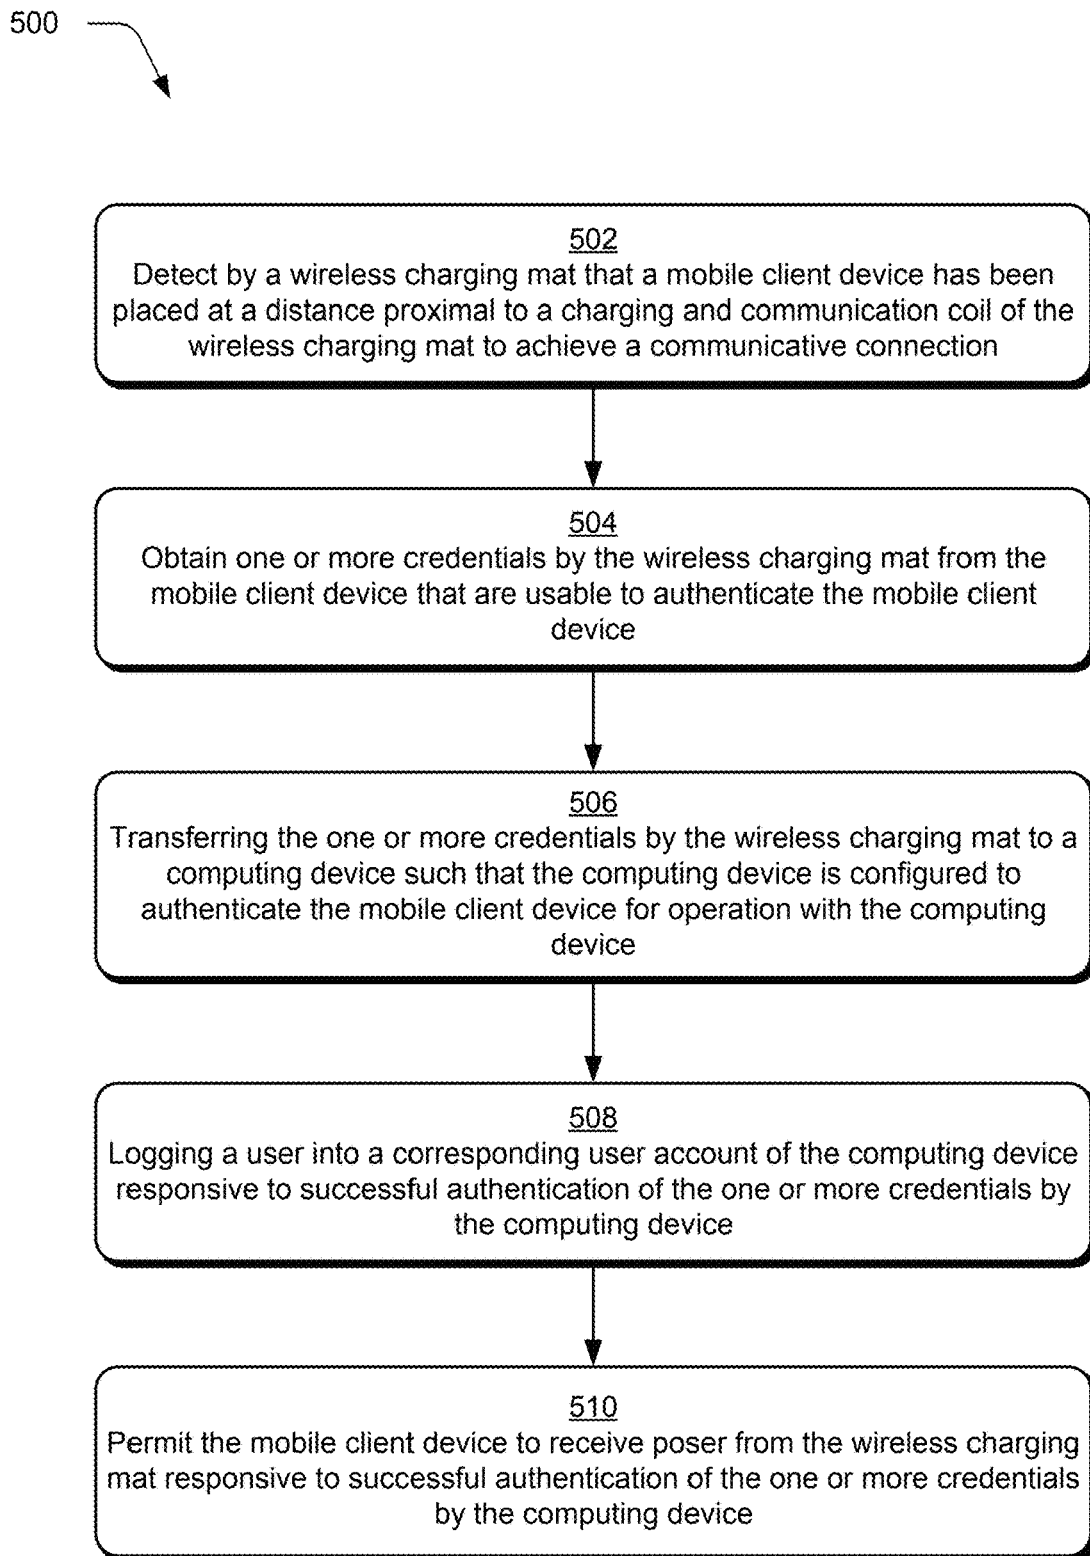 500
502
Detect by a wireless charging mat that a mobile client device has been
placed at a distance proximal to a charging and communication coil of the
wireless charging mat to achieve a communicative connection
504
Obtain one or more credentials by the wireless charging mat from the
mobile client device that are usable to authenticate the mobile client
device
506
Transferring the one or more credentials by the wireless charging mat to a
computing device such that the computing device is configured to
authenticate the mobile client device for operation with the computing
device
508
Logging a user into a corresponding user account of the computing device
responsive to successful authentication of the one or more credentials by
the computing device
510
Permit the mobile client device to receive poser from the wireless charging
mat responsive to successful authentication of the one or more credentials
by the computing device